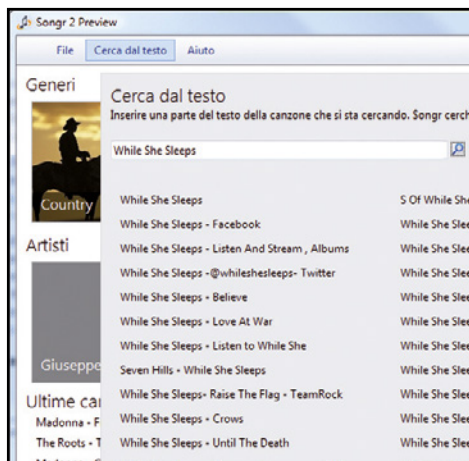 Songr 2 Preview
File Cerca dal testo Aiuto
Generi
Country
Artisti
Giuseppe
Ultime ca
Madonna - F
The Roots - T
Cerca dal testo
Inserire una parte del testo della canzone che si sta cercando. Songr cerch
While She Sleeps
While She Sleeps
While She Sleeps - Facebook
While She Sleeps - Listen And Stream , Albums
While She Sleeps -@whileshesleeps- Twitter
While She Sleeps • Believe
While She Sleeps • Love At War
While She Sleeps • Listen to While She
Seven Hills • While She Sleeps
While She Sleeps- Raise The Flag • TeamRock
While She Sleeps • Crows
While She Sleeps • Until The Death
S Of While She
While She Slee
While She Slee
While She Slee
While She Slee
While She Slee
While She Slee
While She Slee
While She Slee
While She Slee
While She Slee